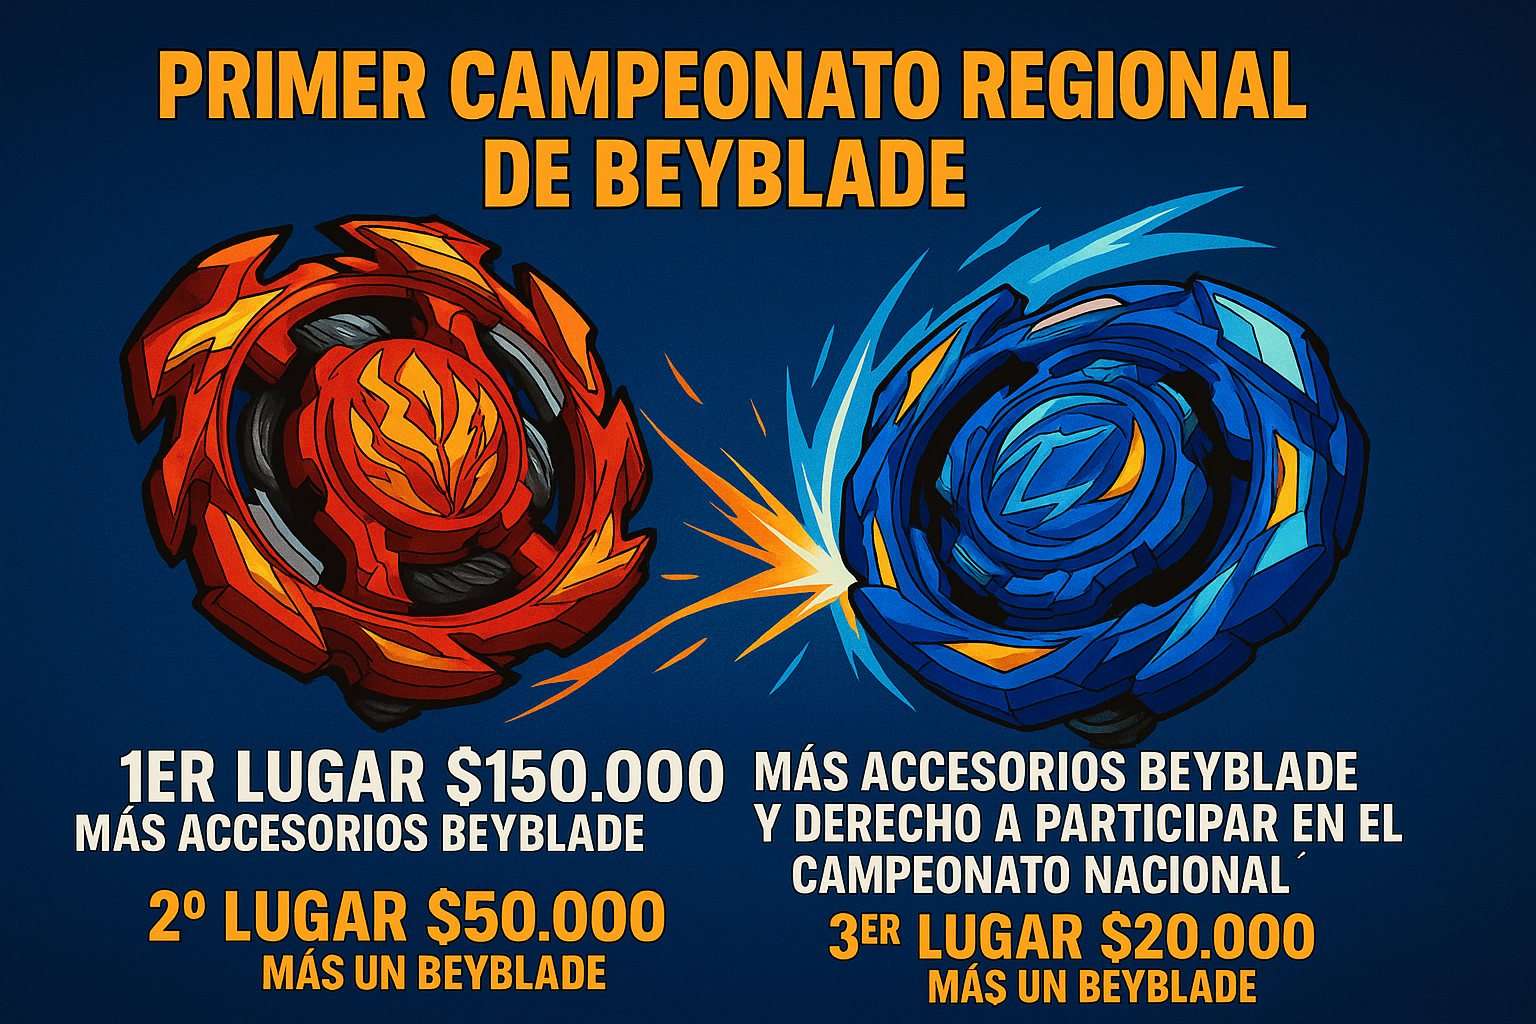 PRIMER CAMPEONATO REGIONAL
DE BEYBLADE
1ER LUGAR $150.000
MÁS ACCESORIOS BEYBLADE
MÁS ACCESORIOS BEYBLADE
Y DERECHO A PARTICIPAR EN EL
CAMPEONATO NACIONAL´
2º LUGAR $50.000
MÁS UN BEYBLADE
3ER LUGAR $20.000
MÁS UN BEYBLADE